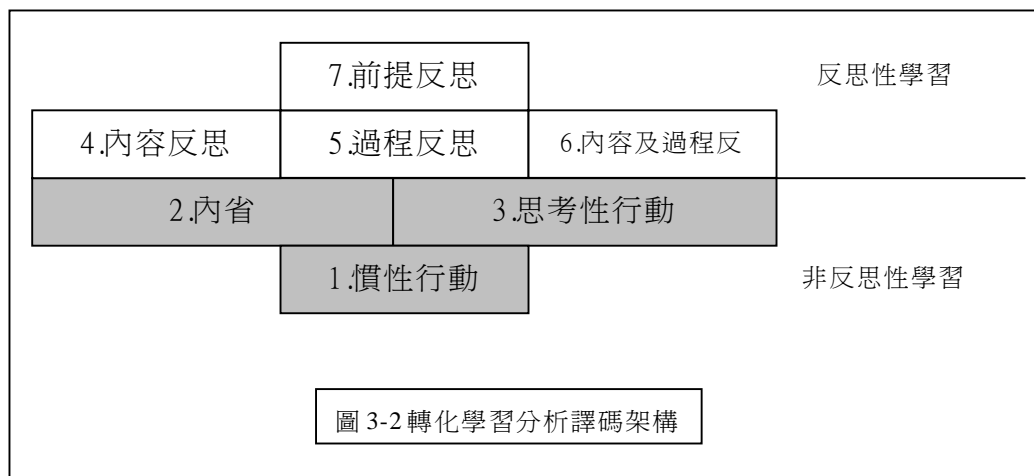 7.前提反思
反思性學習
4.內容反思
5.過程反思
6.內容及過程反
2.內省
3.思考性行動
1.慣性行動
非反思性學習
圖 3-2 轉化學習分析譯碼架構